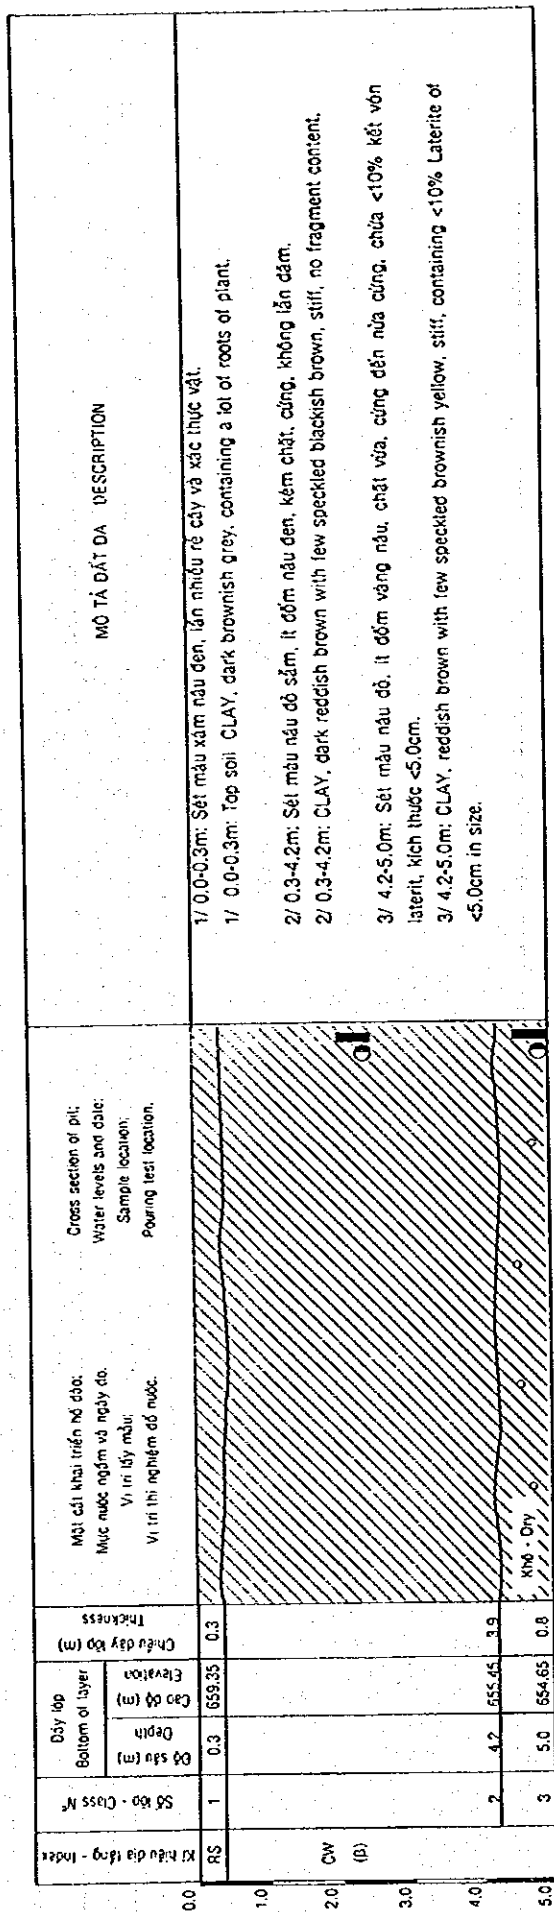 Kí hiệu địa tầng - Index
Số lớp - Class N°
Đáy lớp
Bottom of layer
Độ sâu (m)
Depth
Cao độ (m)
Elevation
Chiều dày lớp (m)
Thickness
Mặt cắt khai triển hố đào; Cross section of pit;
Mực nước ngầm và ngày đo. Water levels and date;
Vị trí lấy mẫu; Sample location;
Vị trí thí nghiệm đổ nước. Pouring test location.
MÔ TẢ ĐẤT ĐA DESCRIPTION
0.0
RS 1 0.3 659.35 0.3
1.0
2.0
CW
(β)
3.0
4.0
2 4.2 655.45 3.9
5.0
3 5.0 654.65 0.8
Khô - Dry
1/ 0.0-0.3m: Sét màu xám nâu đen, lẫn nhiều rễ cây và xác thực vật.
1/ 0.0-0.3m: Top soil CLAY, dark brownish grey, containing a lot of roots of plant.
2/ 0.3-4.2m: Sét màu nâu đỏ sẫm, ít đốm nâu đen, kém chặt, cứng, không lẫn dăm.
2/ 0.3-4.2m: CLAY, dark reddish brown with few speckled blackish brown, stiff, no fragment content.
3/ 4.2-5.0m: Sét màu nâu đỏ, ít đốm vàng nâu, chặt vừa, cứng đến nửa cứng, chứa <10% kết vón
laterit, kích thước <5.0cm.
3/ 4.2-5.0m: CLAY, reddish brown with few speckled brownish yellow, stiff, containing <10% Laterite of
<5.0cm in size.